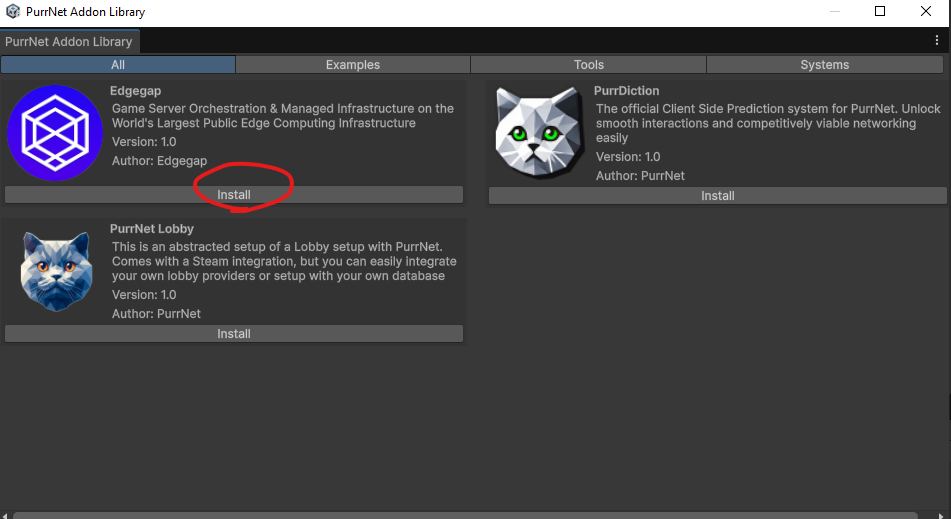 PurrNet Addon Library
PurrNet Addon Library
All
Examples
Tools
Systems
Edgegap
Game Server Orchestration & Managed Infrastructure on the
World's Largest Public Edge Computing Infrastructure
Version: 1.0
Author: Edgegap
Install
PurrDiction
The official Client Side Prediction system for PurrNet. Unlock
smooth interactions and competitively viable networking
easily
Version: 1.0
Author: PurrNet
Install
PurrNet Lobby
This is an abstracted setup of a Lobby setup with PurrNet.
Comes with a Steam integration, but you can easily integrate
your own lobby providers or setup with your own database
Version: 1.0
Author: PurrNet
Install